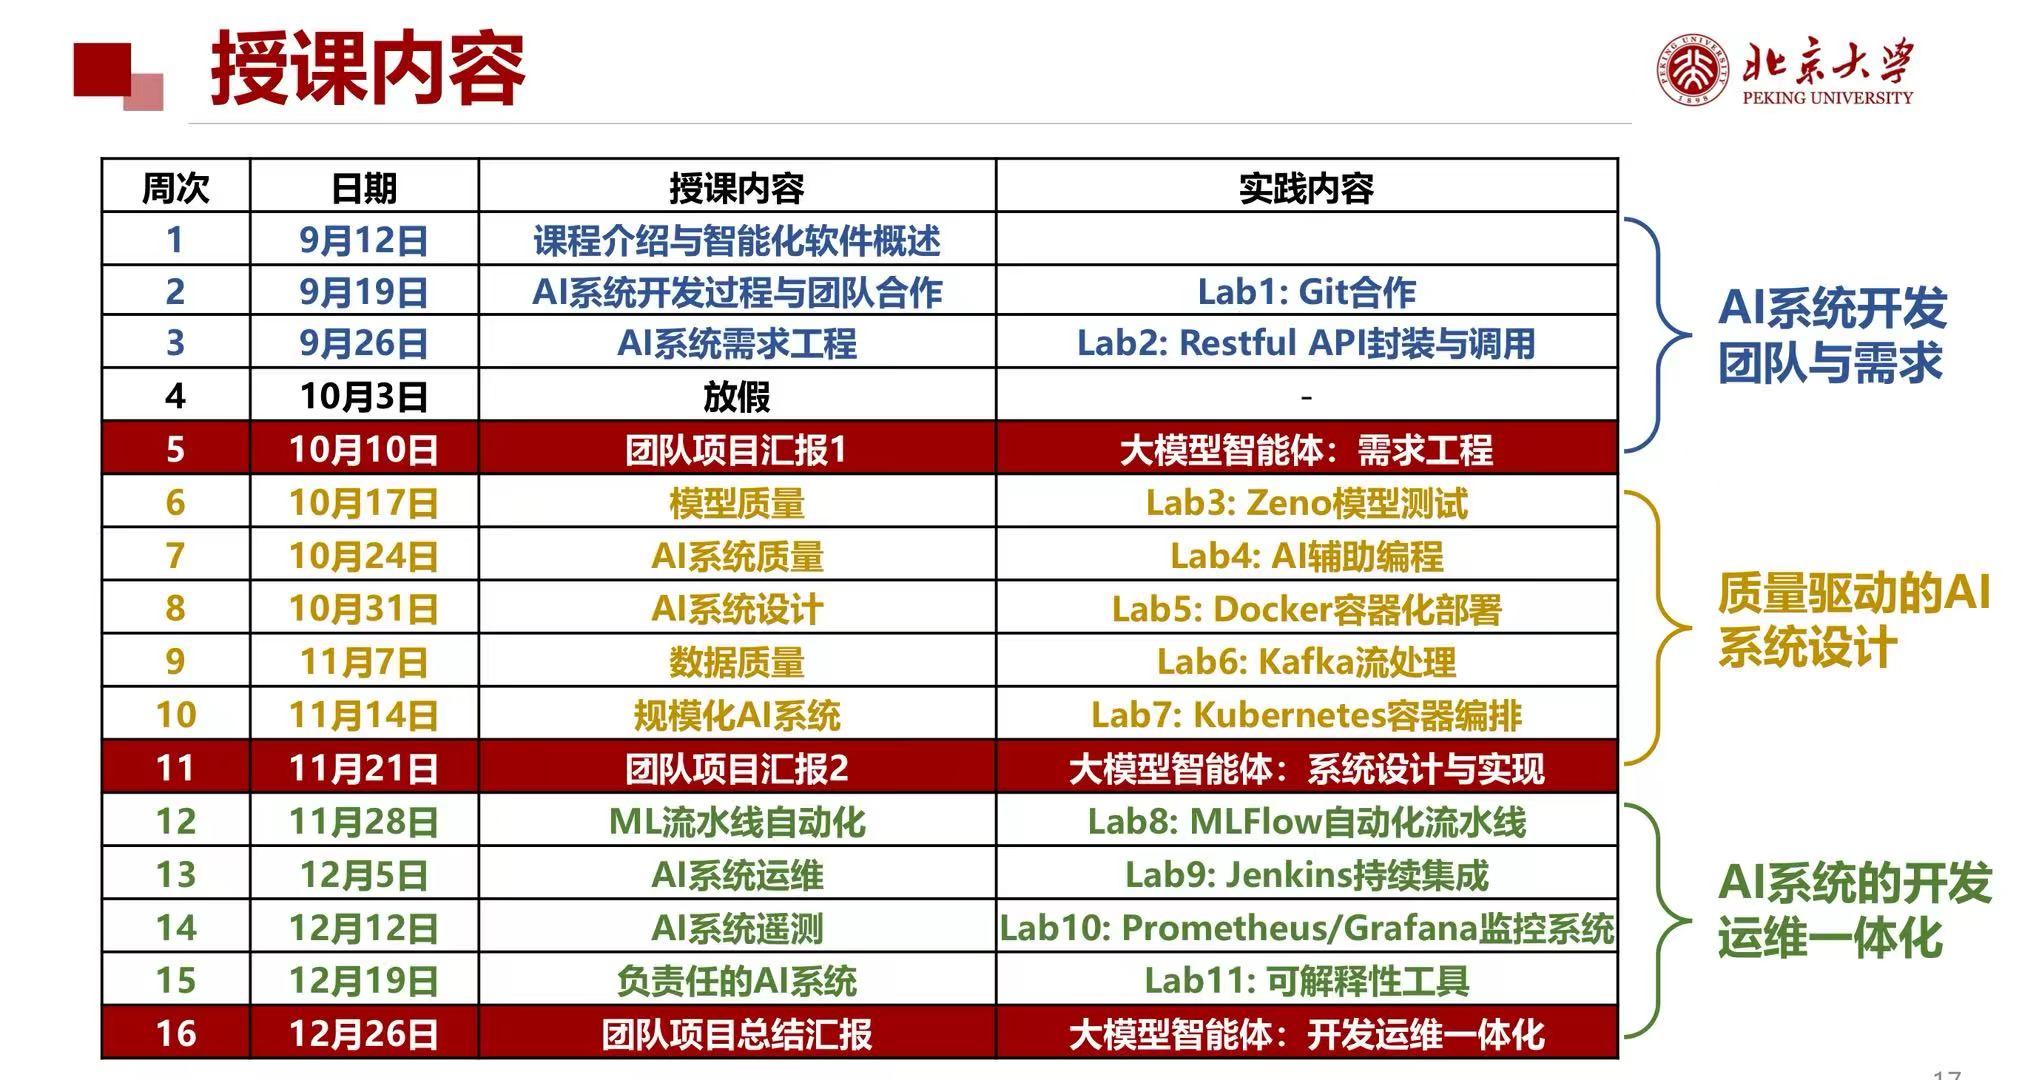 授课内容
北京大学
PEKING UNIVERSITY
PEKING UNIVERSITY
1898
周次 日期 授课内容 实践内容
1 9月12日 课程介绍与智能化软件概述
2 9月19日 AI系统开发过程与团队合作 Lab1: Git合作
3 9月26日 AI系统需求工程 Lab2: Restful API封装与调用
4 10月3日 放假 -
5 10月10日 团队项目汇报1 大模型智能体：需求工程
AI系统开发
团队与需求
6 10月17日 模型质量 Lab3: Zeno模型测试
7 10月24日 AI系统质量 Lab4: AI辅助编程
8 10月31日 AI系统设计 Lab5: Docker容器化部署
9 11月7日 数据质量 Lab6: Kafka流处理
10 11月14日 规模化AI系统 Lab7: Kubernetes容器编排
11 11月21日 团队项目汇报2 大模型智能体：系统设计与实现
质量驱动的AI
系统设计
12 11月28日 ML流水线自动化 Lab8: MLFlow自动化流水线
13 12月5日 AI系统运维 Lab9: Jenkins持续集成
14 12月12日 AI系统遥测 Lab10: Prometheus/Grafana监控系统
15 12月19日 负责任的AI系统 Lab11: 可解释性工具
16 12月26日 团队项目总结汇报 大模型智能体：开发运维一体化
AI系统的开发
运维一体化
17